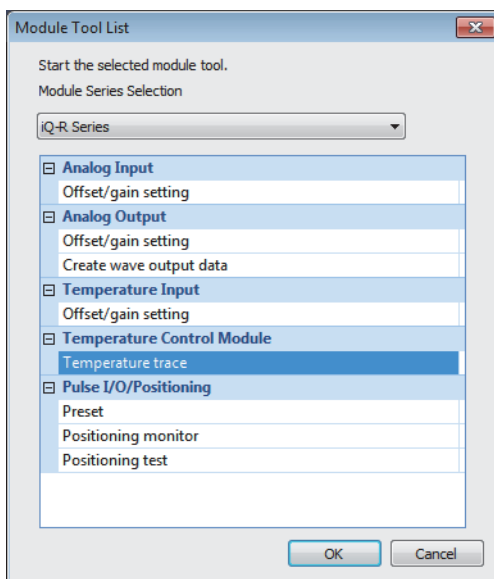 Module Tool List
Start the selected module tool.
Module Series Selection
iQ-R Series
Analog Input
Offset/gain setting
Analog Output
Offset/gain setting
Create wave output data
Temperature Input
Offset/gain setting
Temperature Control Module
Temperature trace
Pulse I/O/Positioning
Preset
Positioning monitor
Positioning test
OK Cancel